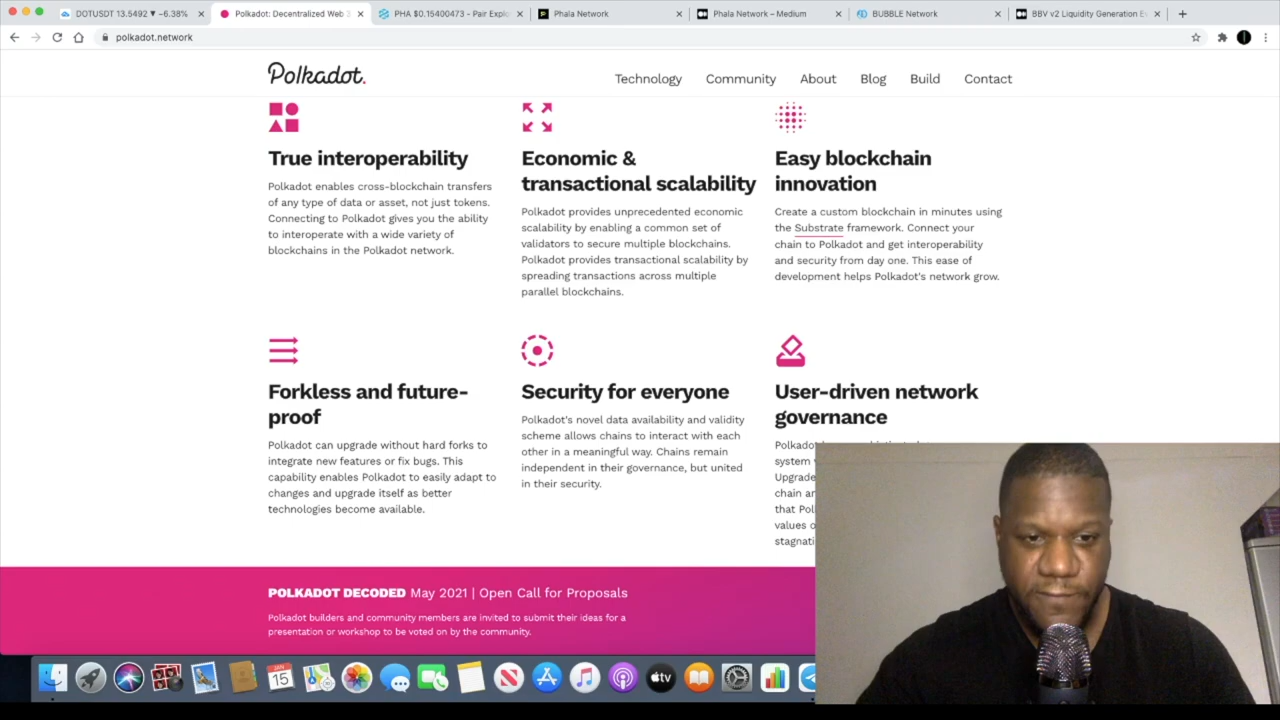 DOTUSDT 13.5492 ▼ −6.38%
Polkadot: Decentralized Web 3
PHA $0.15400473 - Pair Explo
Phala Network
Phala Network – Medium
BUBBLE Network
BBV v2 Liquidity Generation E
polkadot.network
Polkadot.
Technology
Community
About
Blog
Build
Contact
True interoperability
Polkadot enables cross-blockchain transfers
of any type of data or asset, not just tokens.
Connecting to Polkadot gives you the ability
to interoperate with a wide variety of
blockchains in the Polkadot network.
Economic &
transactional scalability
Polkadot provides unprecedented economic
scalability by enabling a common set of
validators to secure multiple blockchains.
Polkadot provides transactional scalability by
spreading transactions across multiple
parallel blockchains.
Easy blockchain
innovation
Create a custom blockchain in minutes using
the Substrate framework. Connect your
chain to Polkadot and get interoperability
and security from day one. This ease of
development helps Polkadot's network grow.
Forkless and future-
proof
Polkadot can upgrade without hard forks to
integrate new features or fix bugs. This
capability enables Polkadot to easily adapt to
changes and upgrade itself as better
technologies become available.
Security for everyone
Polkadot's novel data availability and validity
scheme allows chains to interact with each
other in a meaningful way. Chains remain
independent in their governance, but united
in their security.
User-driven network
governance
Polkadot
system
Upgrade
chain
that
values
POLKADOT DECODED May 2021 | Open Call for Proposals
Polkadot builders and community members are invited to submit their ideas for a
presentation or workshop to be voted on by the community.
JAN
15
tv